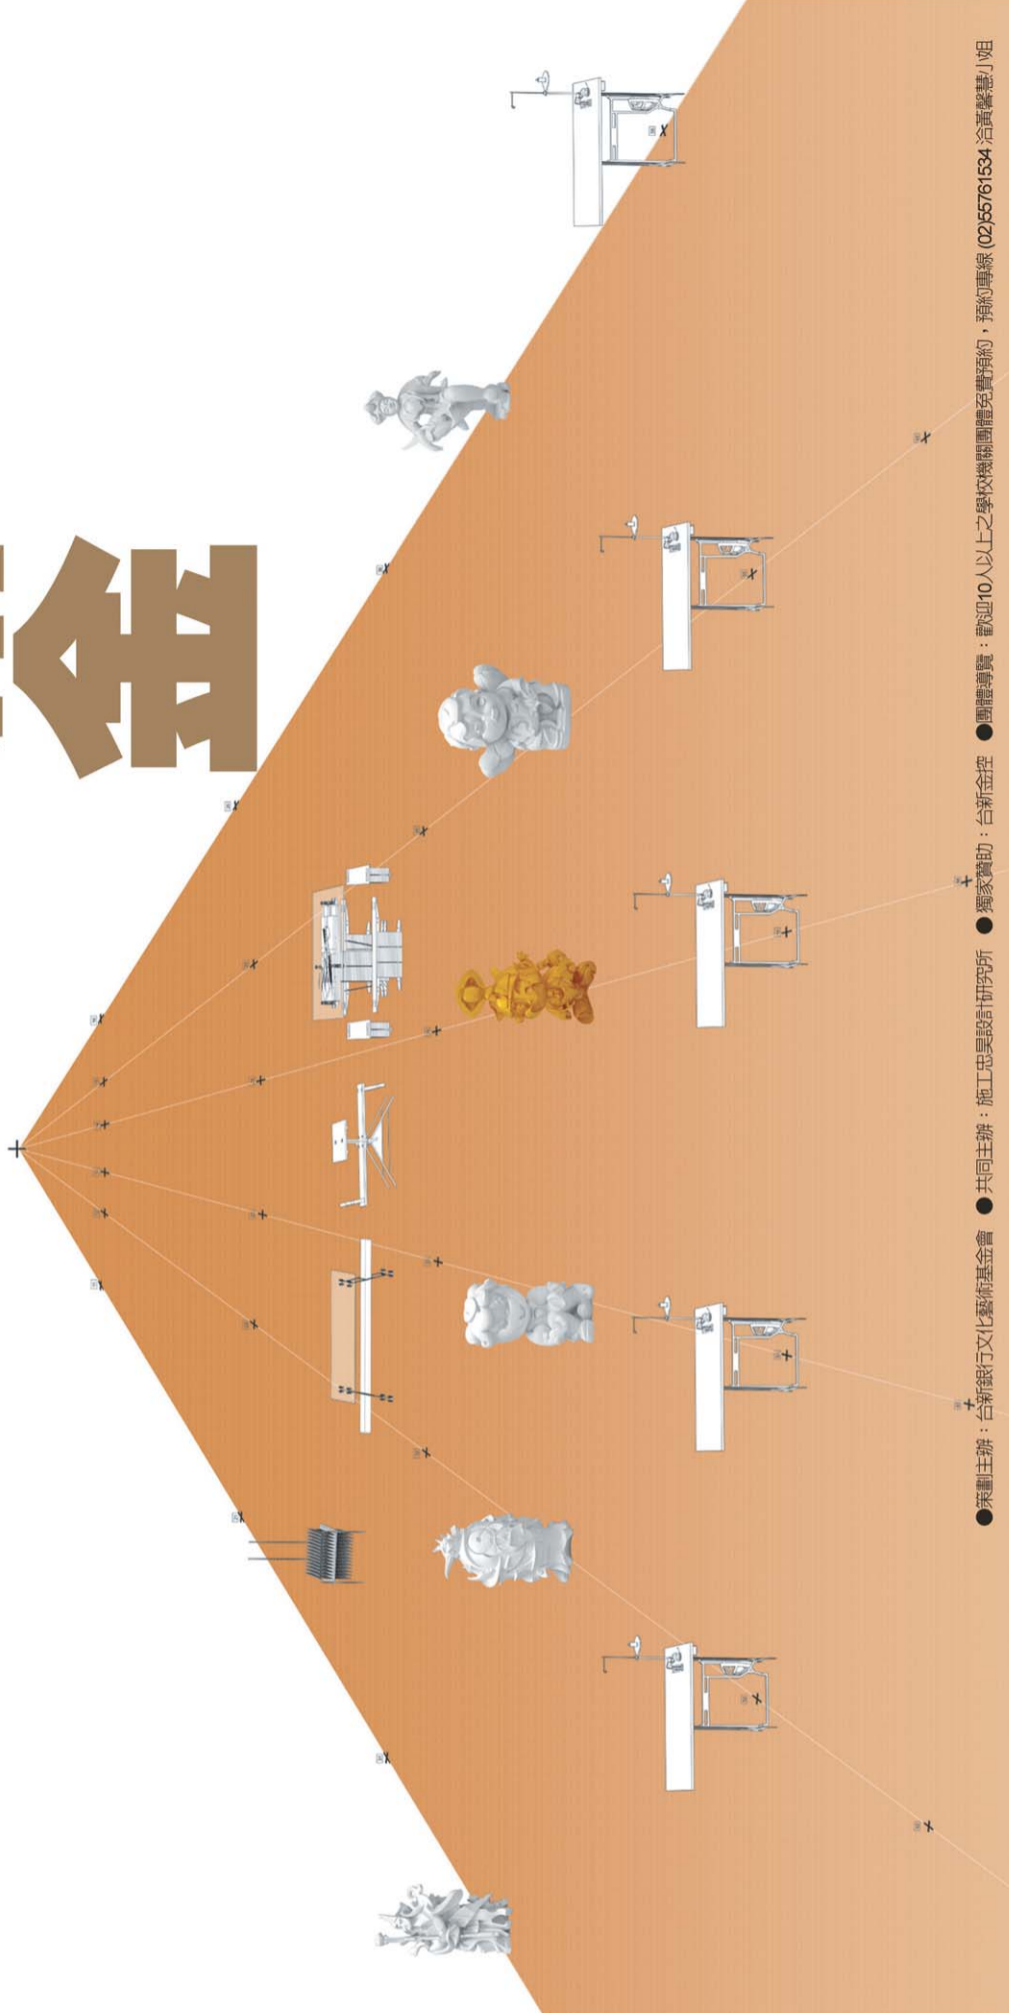 金
●策劃主辦：台新銀行文化藝術基金會 ●共同主辦：施工忠昊設計研究所 ●獨家贊助：台新金控 ●團體導覽：歡迎10人以上之學校機關團體免費預約，預約專線 (02)55761534 洽黃馨慧小姐